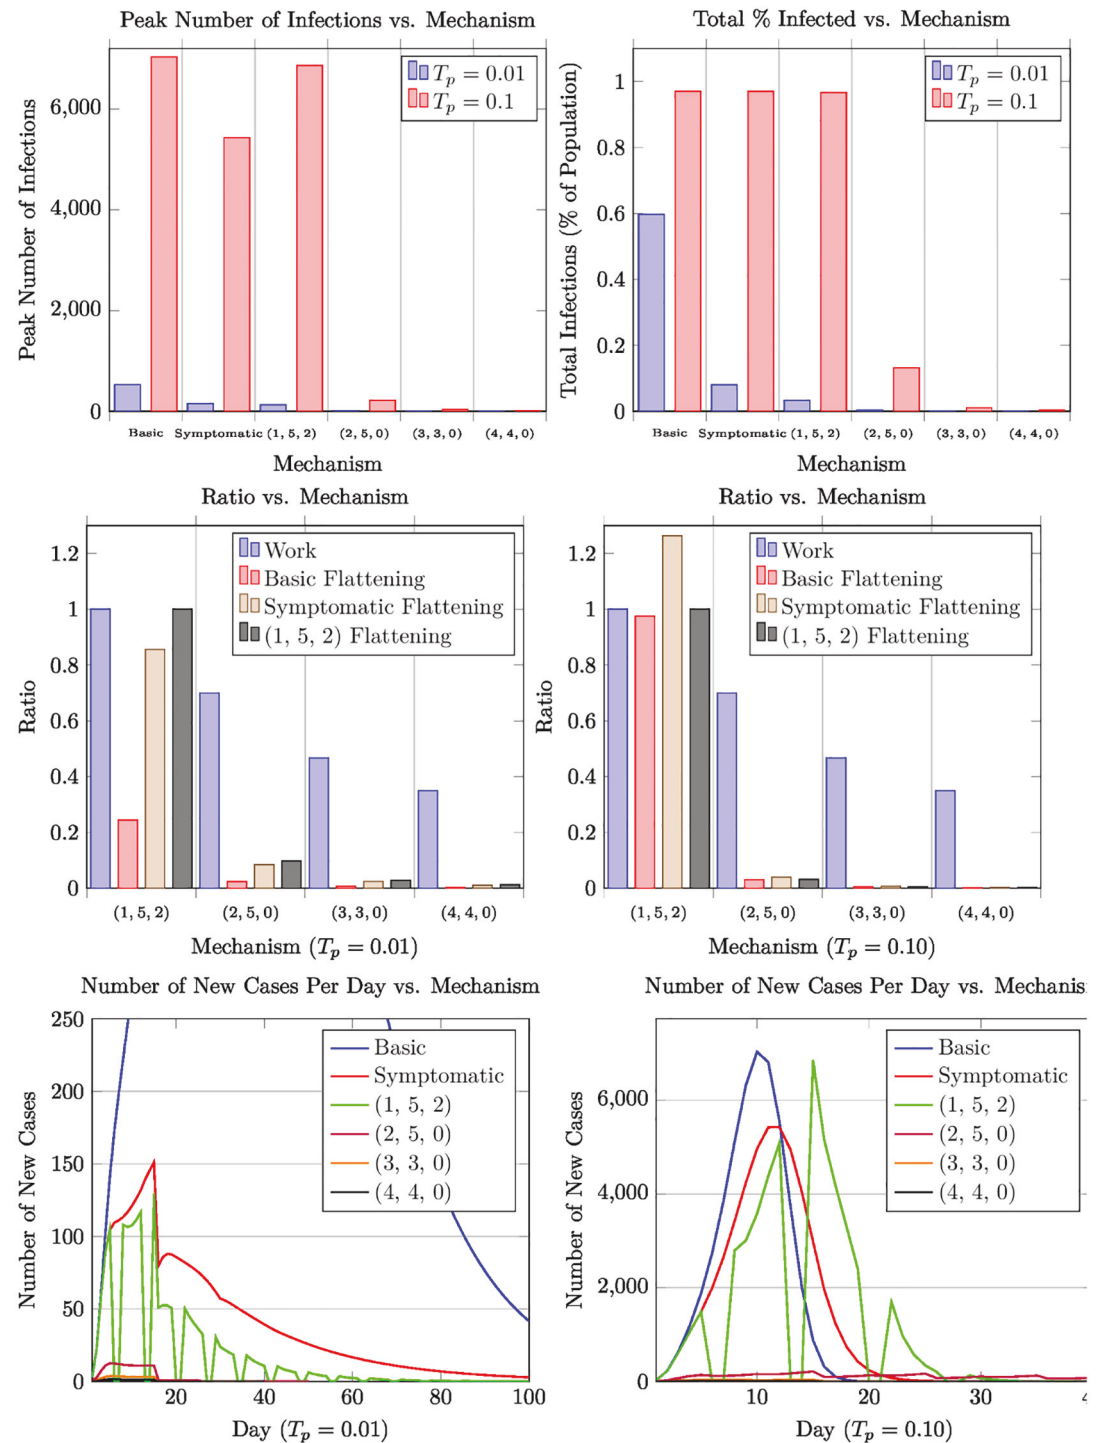 Peak Number of Infections vs. Mechanism
Peak Number of Infections
6,000
4,000
2,000
0
T_p = 0.01
T_p = 0.1
Basic Symptomatic (1, 5, 2) (2, 5, 0) (3, 3, 0) (4, 4, 0)
Mechanism
Total % Infected vs. Mechanism
Total Infections (% of Population)
1
0.8
0.6
0.4
0.2
0
T_p = 0.01
T_p = 0.1
Basic Symptomatic (1, 5, 2) (2, 5, 0) (3, 3, 0) (4, 4, 0)
Mechanism
Ratio vs. Mechanism
Ratio
1.2
1
0.8
0.6
0.4
0.2
0
Work
Basic Flattening
Symptomatic Flattening
(1, 5, 2) Flattening
(1, 5, 2) (2, 5, 0) (3, 3, 0) (4, 4, 0)
Mechanism (T_p = 0.01)
Ratio vs. Mechanism
Ratio
1.2
1
0.8
0.6
0.4
0.2
0
Work
Basic Flattening
Symptomatic Flattening
(1, 5, 2) Flattening
(1, 5, 2) (2, 5, 0) (3, 3, 0) (4, 4, 0)
Mechanism (T_p = 0.10)
Number of New Cases Per Day vs. Mechanism
Number of New Cases
250
200
150
100
50
0
Basic
Symptomatic
(1, 5, 2)
(2, 5, 0)
(3, 3, 0)
(4, 4, 0)
20 40 60 80 100
Day (T_p = 0.01)
Number of New Cases Per Day vs. Mechanis
Number of New Cases
6,000
4,000
2,000
0
Basic
Symptomatic
(1, 5, 2)
(2, 5, 0)
(3, 3, 0)
(4, 4, 0)
10 20 30 4
Day (T_p = 0.10)